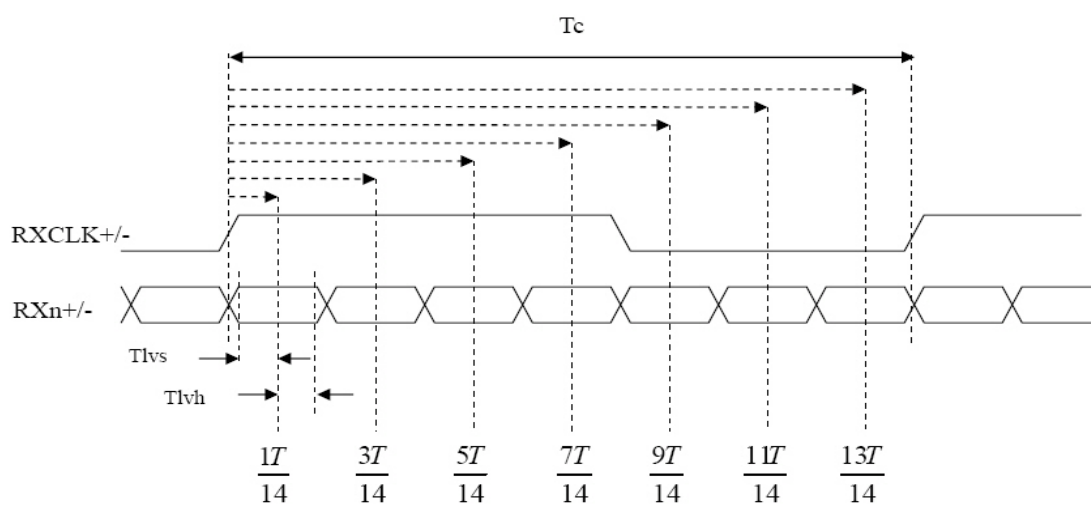 Tc
RXCLK+/-
RXn+/-
Tlvs
Tlvh
1T/14 3T/14 5T/14 7T/14 9T/14 11T/14 13T/14